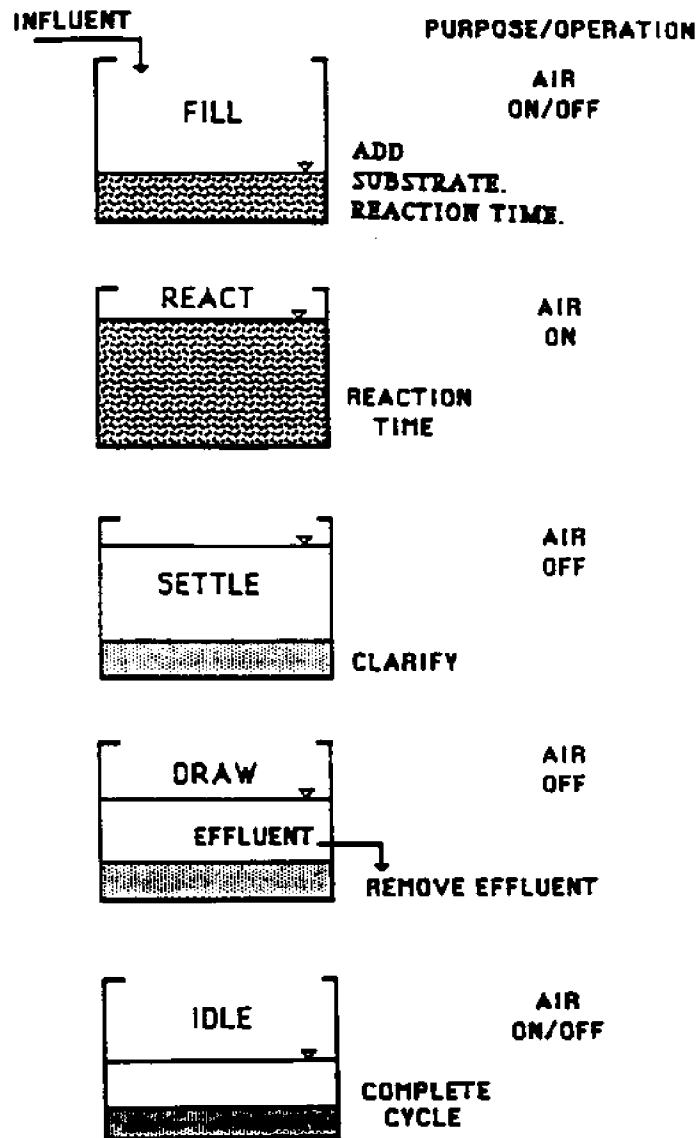 INFLUENT
PURPOSE/OPERATION
FILL
AIR
ON/OFF
ADD
SUBSTRATE.
REACTION TIME.
REACT
AIR
ON
REACTION
TIME
SETTLE
AIR
OFF
CLARIFY
DRAW
AIR
OFF
EFFLUENT
REMOVE EFFLUENT
IDLE
AIR
ON/OFF
COMPLETE
CYCLE